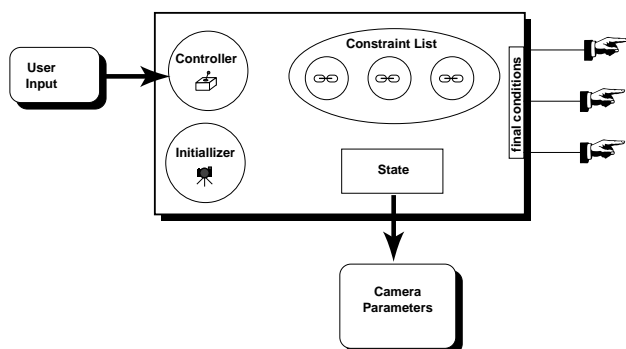 User
Input
Controller
Initiallizer
Constraint List
State
final conditions
Camera
Parameters